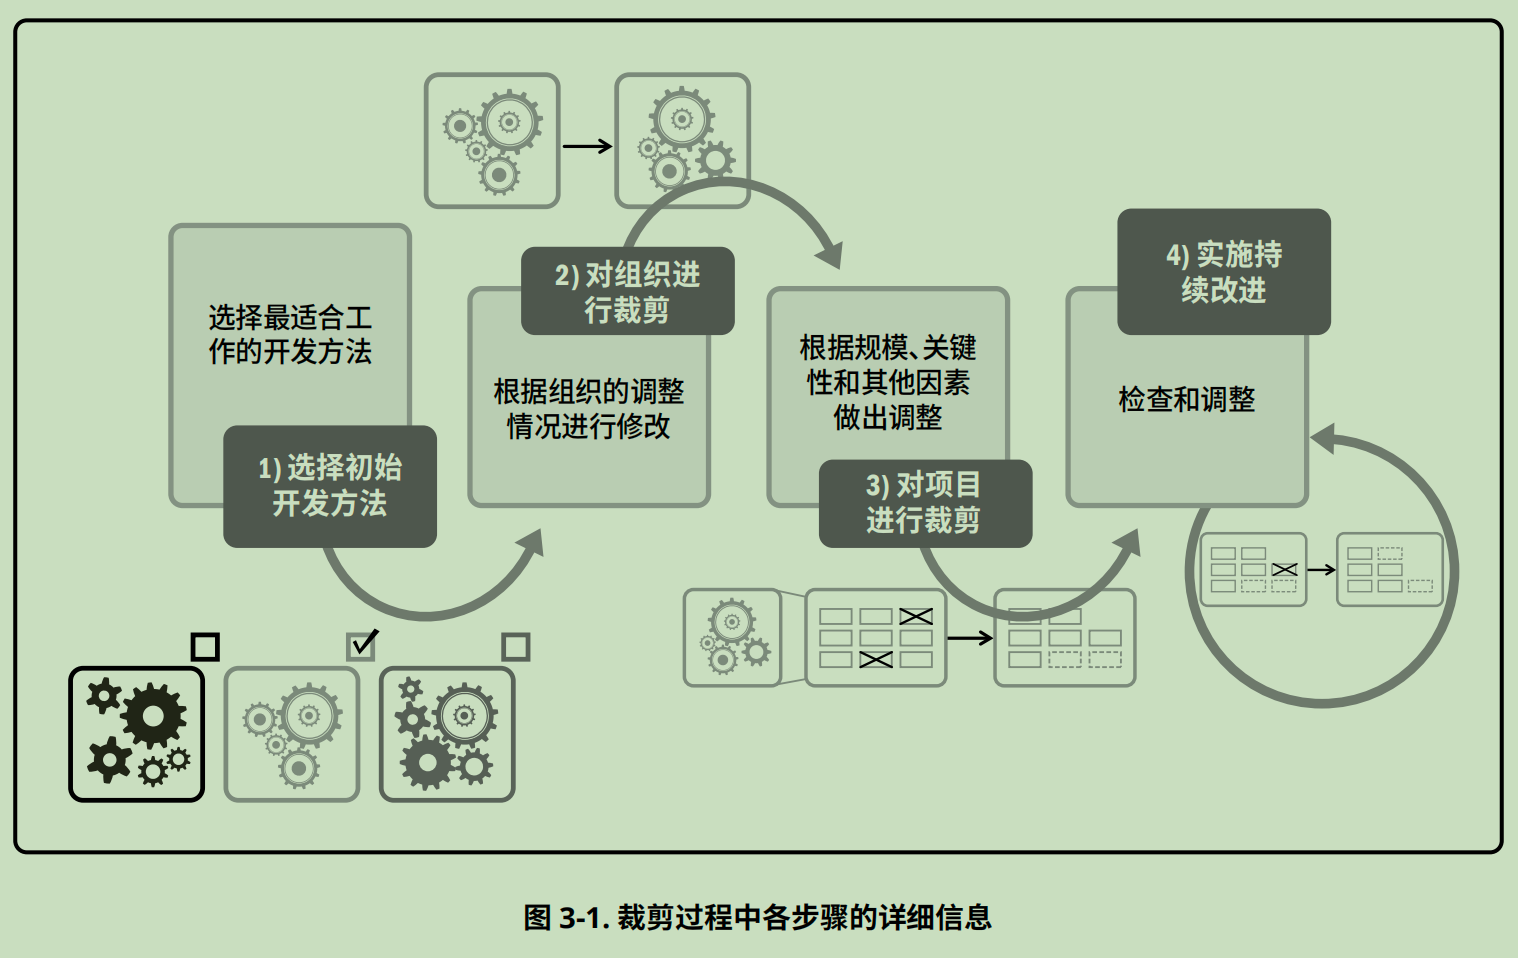 选择最适合工
作的开发方法
1) 选择初始
开发方法
2) 对组织进
行裁剪
根据组织的调整
情况进行修改
根据规模、关键
性和其他因素
做出调整
3) 对项目
进行裁剪
4) 实施持
续改进
检查和调整
图 3-1. 裁剪过程中各步骤的详细信息